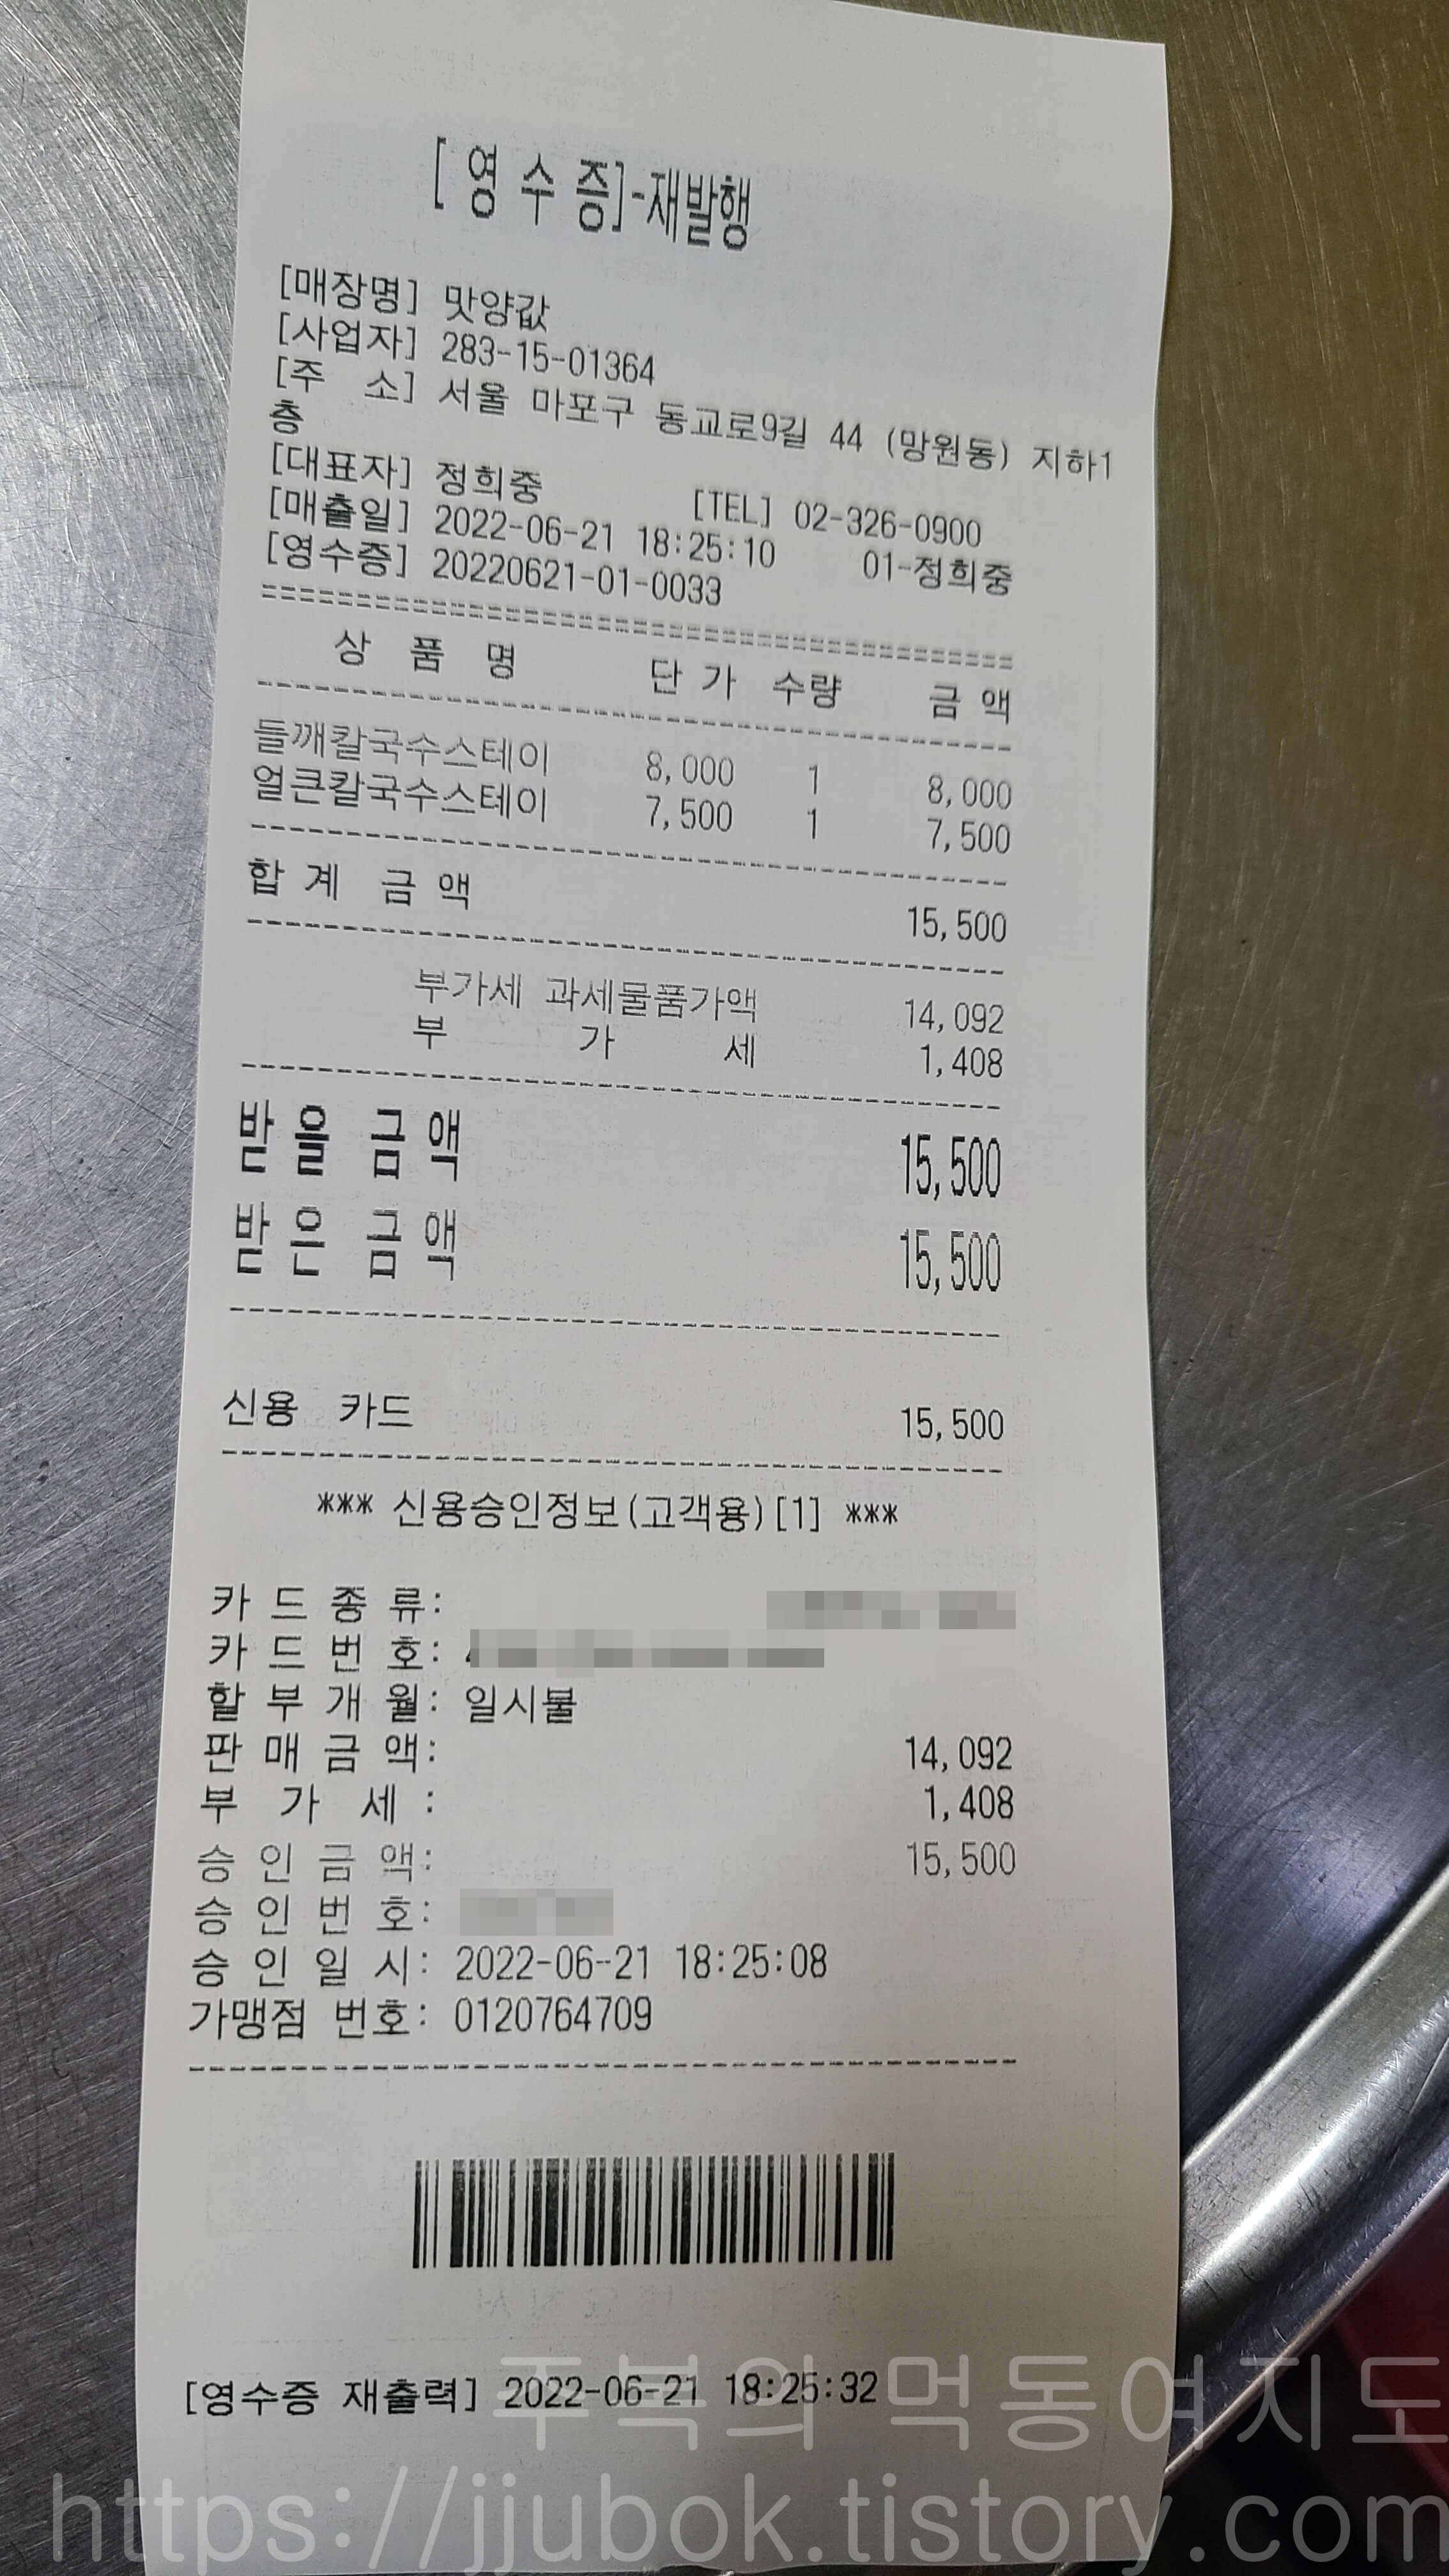 [ 영 수 증]-재발행
[매장명] 맛양값
[사업자] 283-15-01364
[주 소] 서울 마포구 동교로9길 44 (망원동) 지하1
층
[대표자] 정희중 [TEL] 02-326-0900
[매출일] 2022-06-21 18:25:10 01-정희중
[영수증] 20220621-01-0033
상 품 명 단 가 수량 금 액
들깨칼국수스테이 8,000 1 8,000
얼큰칼국수스테이 7,500 1 7,500
합 계 금 액 15,500
부가세 과세물품가액 14,092
부 가 세 1,408
받 을 금 액 15,500
받 은 금 액 15,500
신용 카드 15,500
*** 신용승인정보(고객용)[1] ***
카 드 종 류:
카 드 번 호:
할 부 개 월: 일시불
판 매 금 액: 14,092
부 가 세 : 1,408
승 인 금 액: 15,500
승 인 번 호:
승 인 일 시: 2022-06-21 18:25:08
가맹점 번호: 0120764709
[영수증 재출력] 2022-06-21 18:25:32
주복의 먹동여지도
https://jjubok.tistory.com